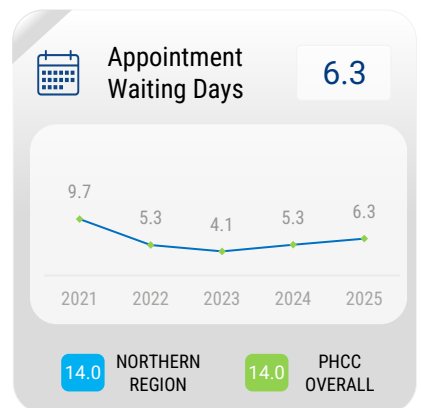 Appointment
Waiting Days
6.3
9.7
5.3
4.1
5.3
6.3
2021 2022 2023 2024 2025
14.0
NORTHERN
REGION
14.0
PHCC
OVERALL